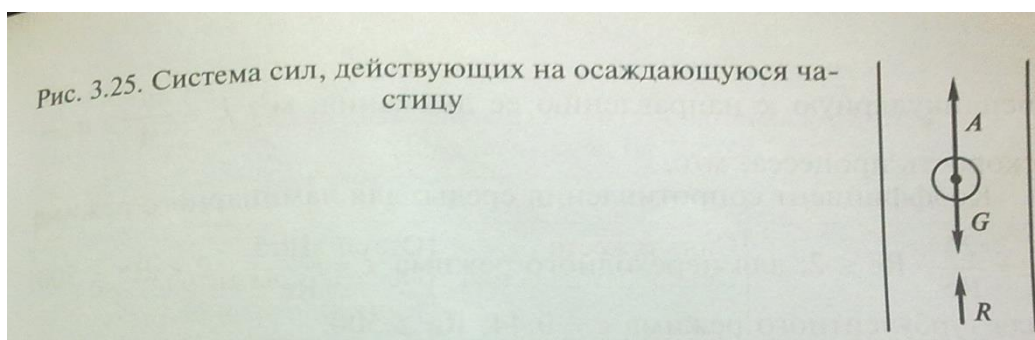 Рис. 3.25. Система сил, действующих на осаждающуюся ча-
стицу
A
G
R